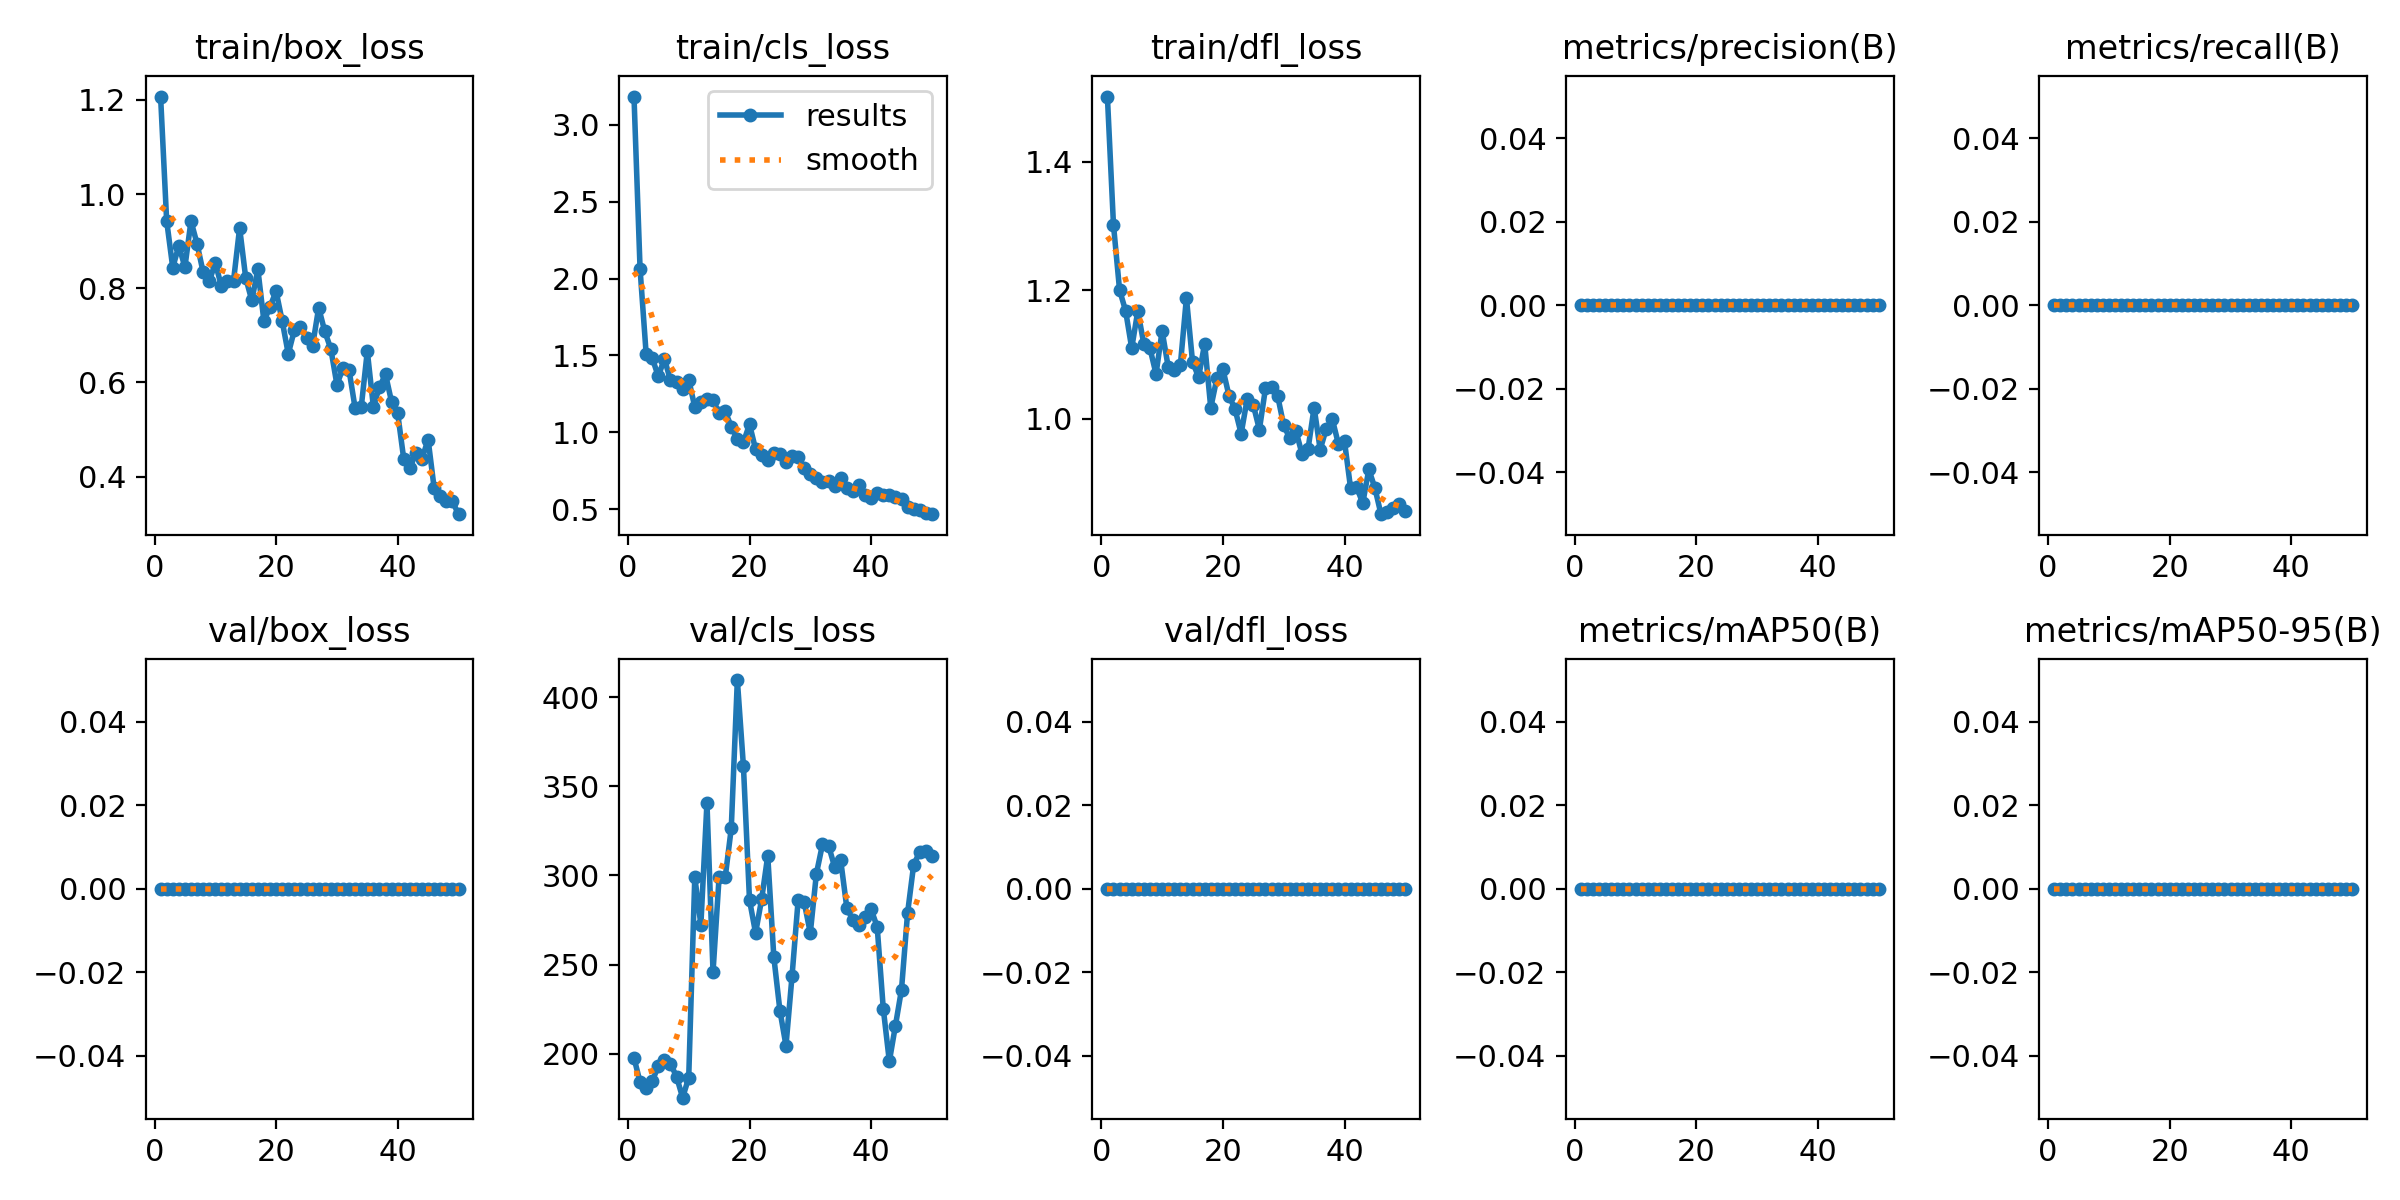 train/box_loss
1.2
1.0
0.8
0.6
0.4
0 20 40
train/cls_loss
results
smooth
3.0
2.5
2.0
1.5
1.0
0.5
0 20 40
train/dfl_loss
1.4
1.2
1.0
0 20 40
metrics/precision(B)
0.04
0.02
0.00
−0.02
−0.04
0 20 40
metrics/recall(B)
0.04
0.02
0.00
−0.02
−0.04
0 20 40
val/box_loss
0.04
0.02
0.00
−0.02
−0.04
0 20 40
val/cls_loss
400
350
300
250
200
0 20 40
val/dfl_loss
0.04
0.02
0.00
−0.02
−0.04
0 20 40
metrics/mAP50(B)
0.04
0.02
0.00
−0.02
−0.04
0 20 40
metrics/mAP50-95(B)
0.04
0.02
0.00
−0.02
−0.04
0 20 40